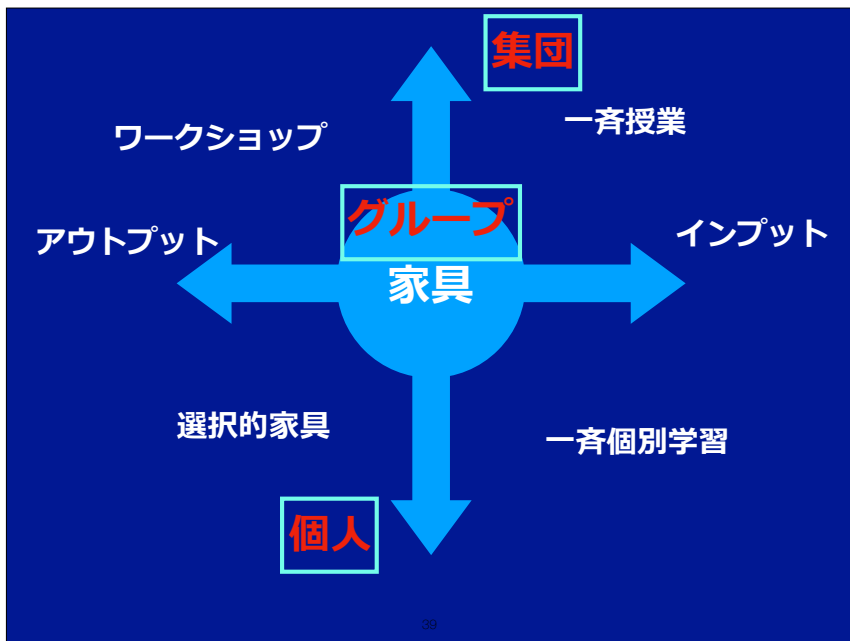 集団
一斉授業
ワークショップ
グループ
アウトプット
インプット
家具
選択的家具
一斉個別学習
個人
39